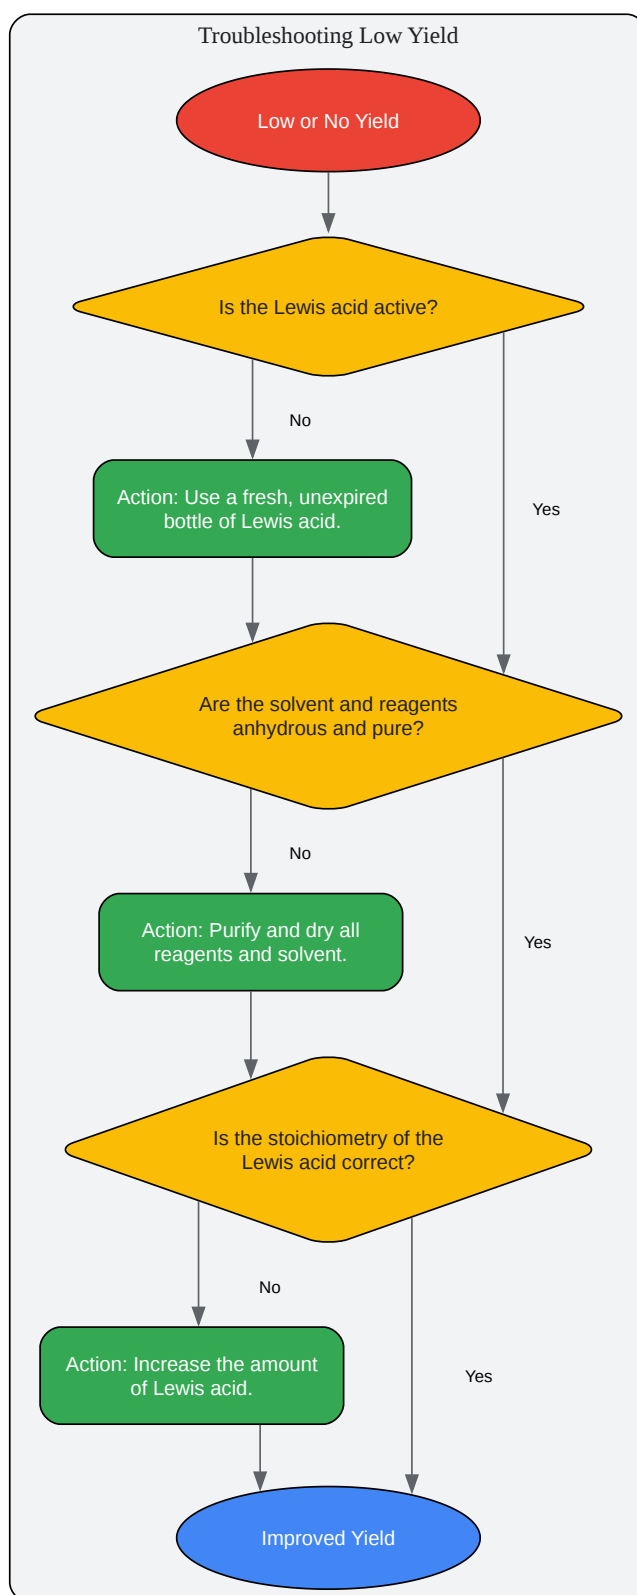 Troubleshooting Low Yield
Low or No Yield
Is the Lewis acid active?
No
Action: Use a fresh, unexpired
bottle of Lewis acid.
Yes
Are the solvent and reagents
anhydrous and pure?
No
Action: Purify and dry all
reagents and solvent.
Yes
Is the stoichiometry of the
Lewis acid correct?
No
Action: Increase the amount
of Lewis acid.
Yes
Improved Yield